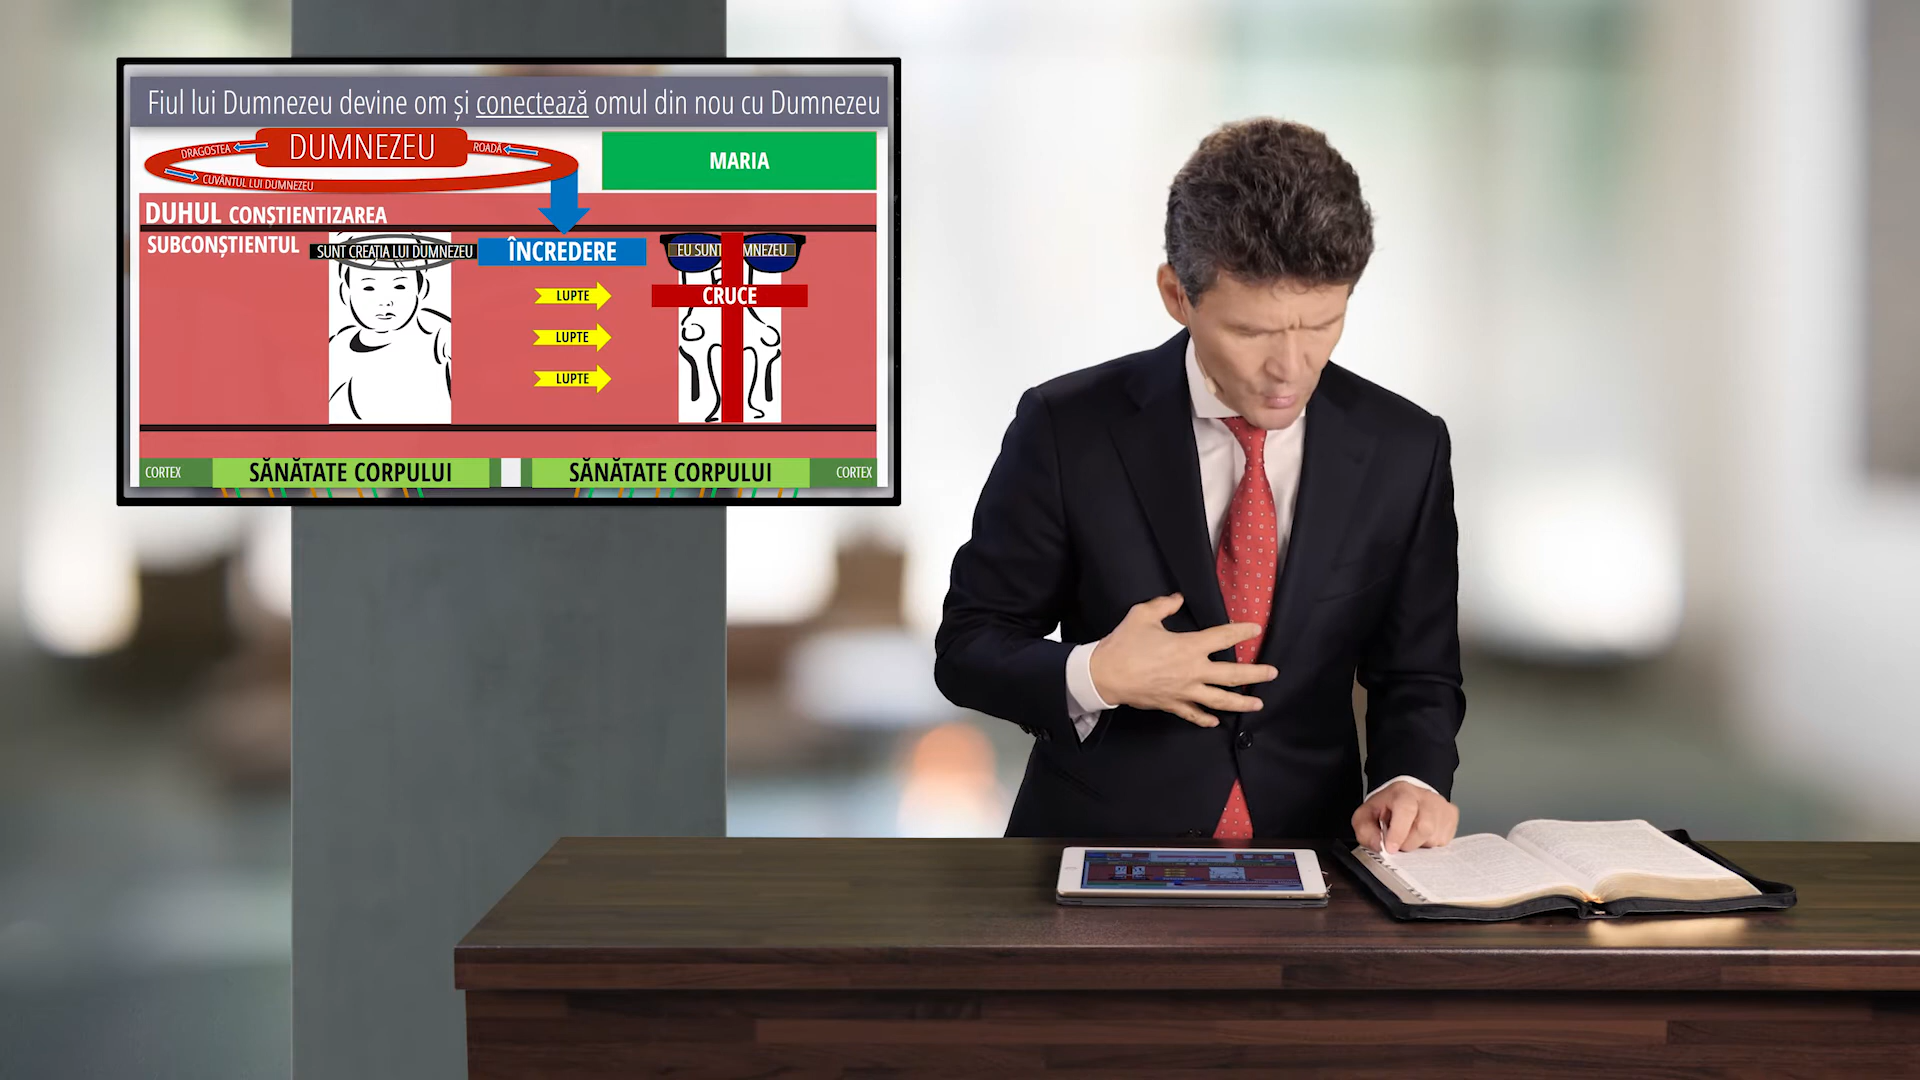 Fiul lui Dumnezeu devine om și conectează omul din nou cu Dumnezeu
DRAGOSTEA
DUMNEZEU
ROADĂ
CUVÂNTUL LUI DUMNEZEU
MARIA
DUHUL CONȘTIENTIZAREA
SUBCONȘTIENTUL
SUNT CREAȚIA LUI DUMNEZEU
ÎNCREDERE
EU SUNT MNEZEU
LUPTE
CRUCE
LUPTE
LUPTE
CORTEX
SĂNĂTATE CORPULUI
SĂNĂTATE CORPULUI
CORTEX